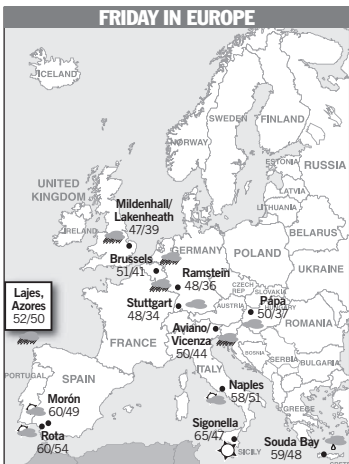 FRIDAY IN EUROPE
ICELAND
SWEDEN
FINLAND
NORWAY
ESTONIA
RUSSIA
LATVIA
LITHUANIA
UNITED
KINGDOM
Mildenhall/
Lakenheath
47/39
IRELAND
BELARUS
Brussels
51/41
GERMANY
POLAND
Ramstein
48/36
UKRAINE
CZECH
REP
SLOVAKIA
Lajes,
Azores
52/50
Stuttgart
48/34
AUSTRIA
Pápa
50/37
HUNGARY
Aviano/
Vicenza
50/44
FRANCE
ROMANIA
BOSNIA
SERBIA
BULGARIA
ITALY
PORTUGAL
SPAIN
Morón
60/49
Naples
58/51
GREECE
Rota
60/54
Sigonella
65/47
SICILY
Souda Bay
59/48
CRETE